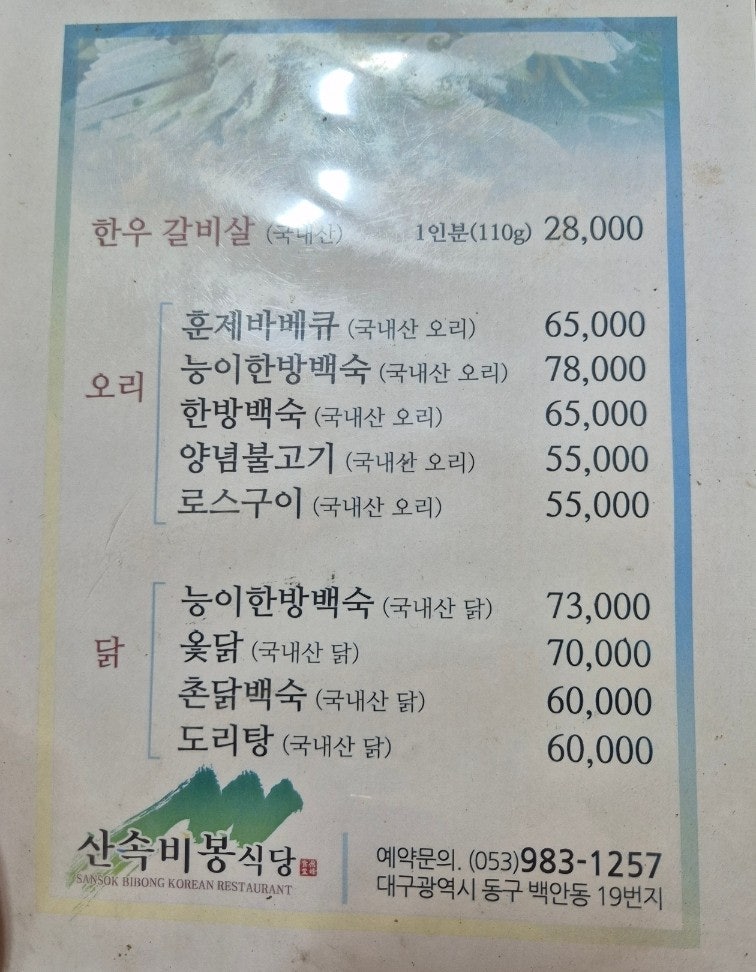 한우 갈비살 (국내산) 1인분(110g) 28,000
오리
훈제바베큐 (국내산 오리) 65,000
능이한방백숙 (국내산 오리) 78,000
한방백숙 (국내산 오리) 65,000
양념불고기 (국내산 오리) 55,000
로스구이 (국내산 오리) 55,000
닭
능이한방백숙 (국내산 닭) 73,000
옻닭 (국내산 닭) 70,000
촌닭백숙 (국내산 닭) 60,000
도리탕 (국내산 닭) 60,000
산속비봉식당
SANSOK BIBONG KOREAN RESTAURANT
예약문의. (053)983-1257
대구광역시 동구 백안동 19번지